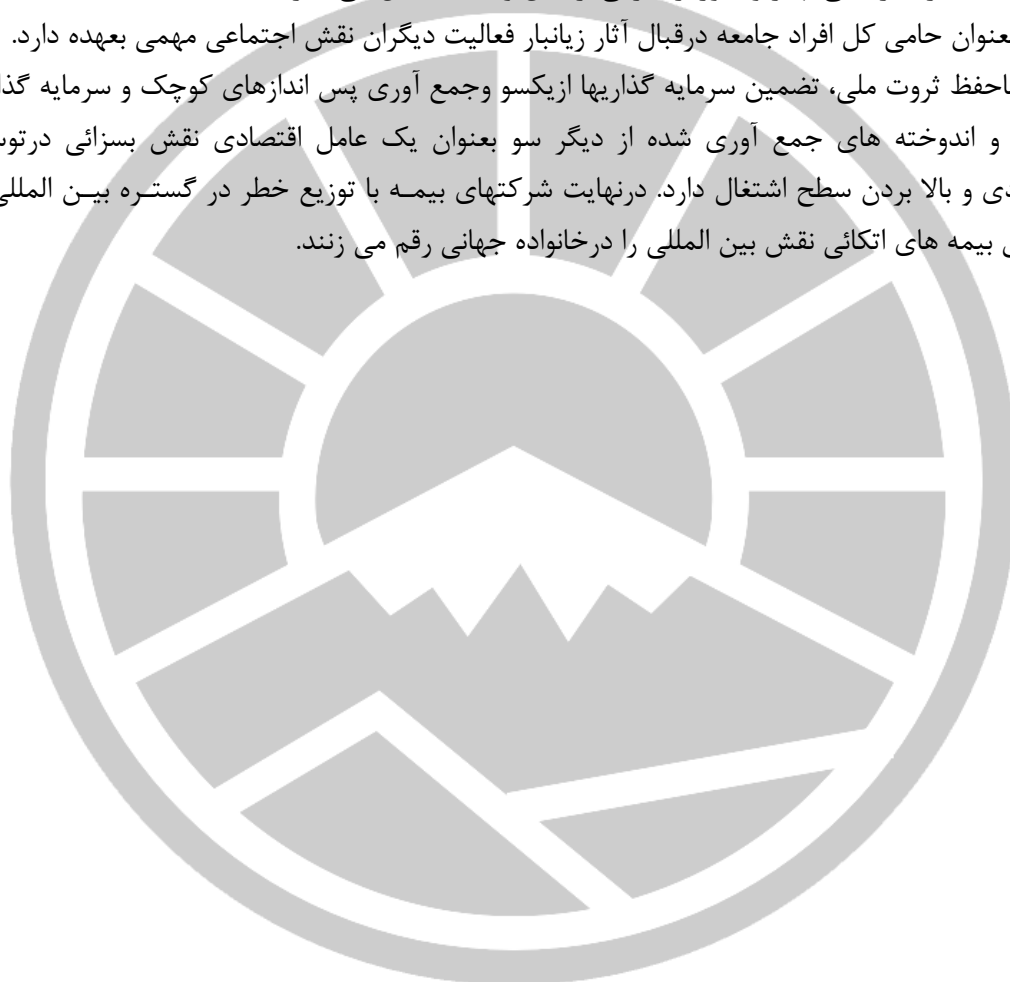 بعنوان حامی کل افراد جامعه درقبال آثار زیانبار فعالیت دیگران نقش اجتماعی مهمی بعهده دارد.
احفظ ثروت ملی، تضمین سرمایه گذاریها ازیکسو وجمع آوری پس اندازهای کوچک و سرمایه گذا
و اندوخته های جمع آوری شده از دیگر سو بعنوان یک عامل اقتصادی نقش بسزائی درتوس
دی و بالا بردن سطح اشتغال دارد. درنهایت شرکتهای بیمـه با توزیع خطر در گستـره بیـن المللی
بیمه های اتکائی نقش بین المللی را درخانواده جهانی رقم می زنند.